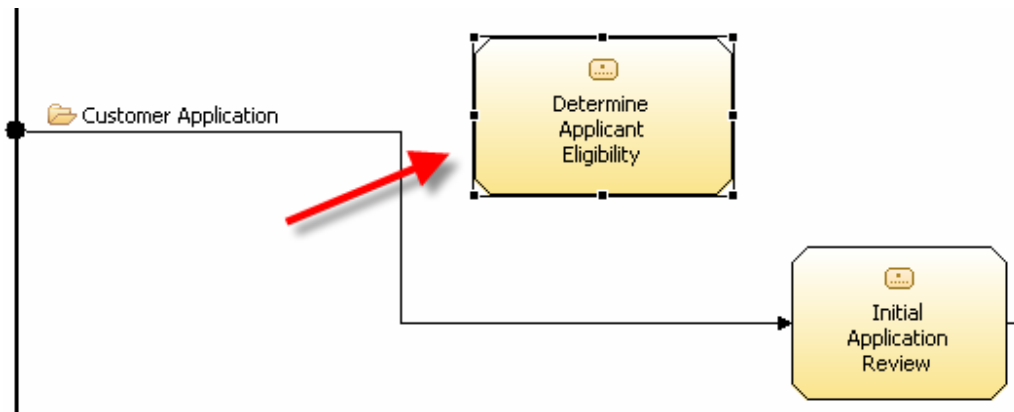 Customer Application
Determine
Applicant
Eligibility
Initial
Application
Review